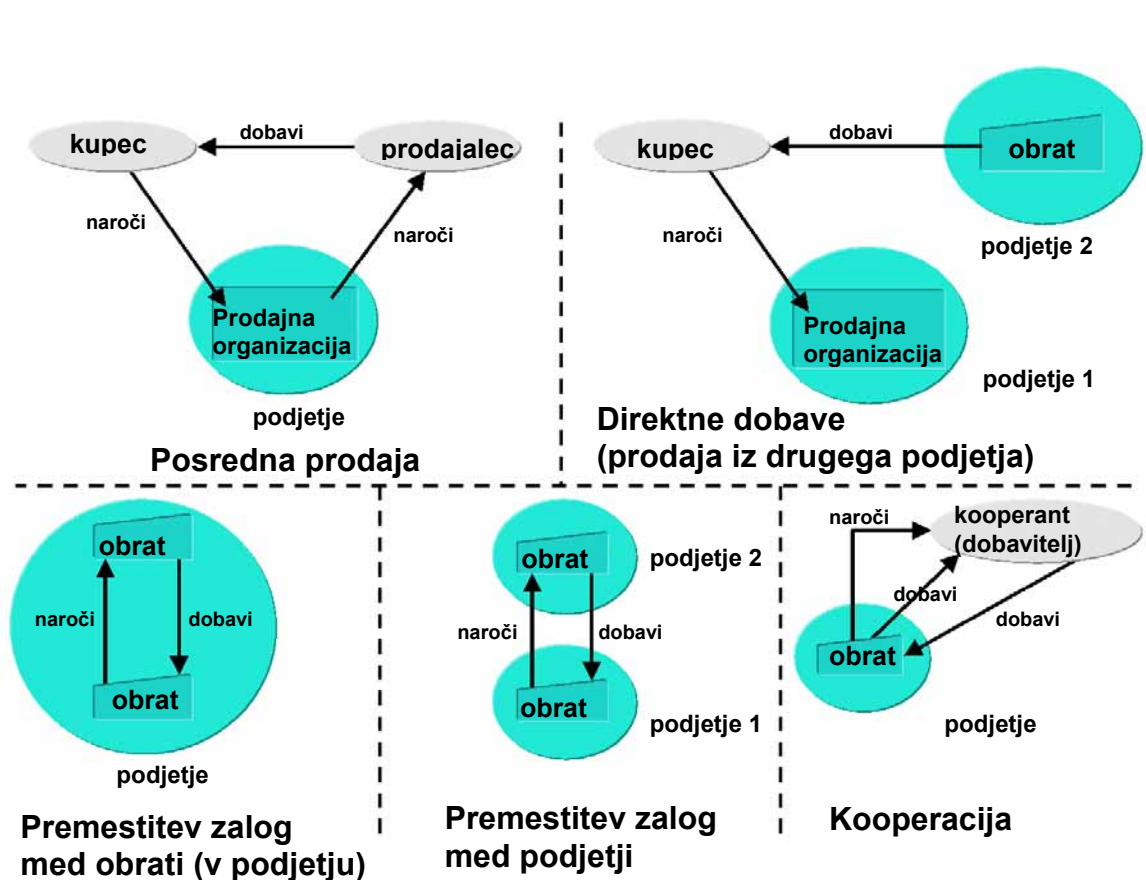 kupec
dobavi
prodajalec
naroči
naroči
Prodajna
organizacija
podjetje
Posredna prodaja
kupec
dobavi
obrat
naroči
podjetje 2
Prodajna
organizacija
podjetje 1
Direktne dobave
(prodaja iz drugega podjetja)
obrat
naroči
dobavi
obrat
podjetje
Premestitev zalog
med obrati (v podjetju)
obrat
podjetje 2
naroči
dobavi
obrat
podjetje 1
Premestitev zalog
med podjetji
naroči
kooperant
(dobavitelj)
dobavi
dobavi
obrat
podjetje
Kooperacija